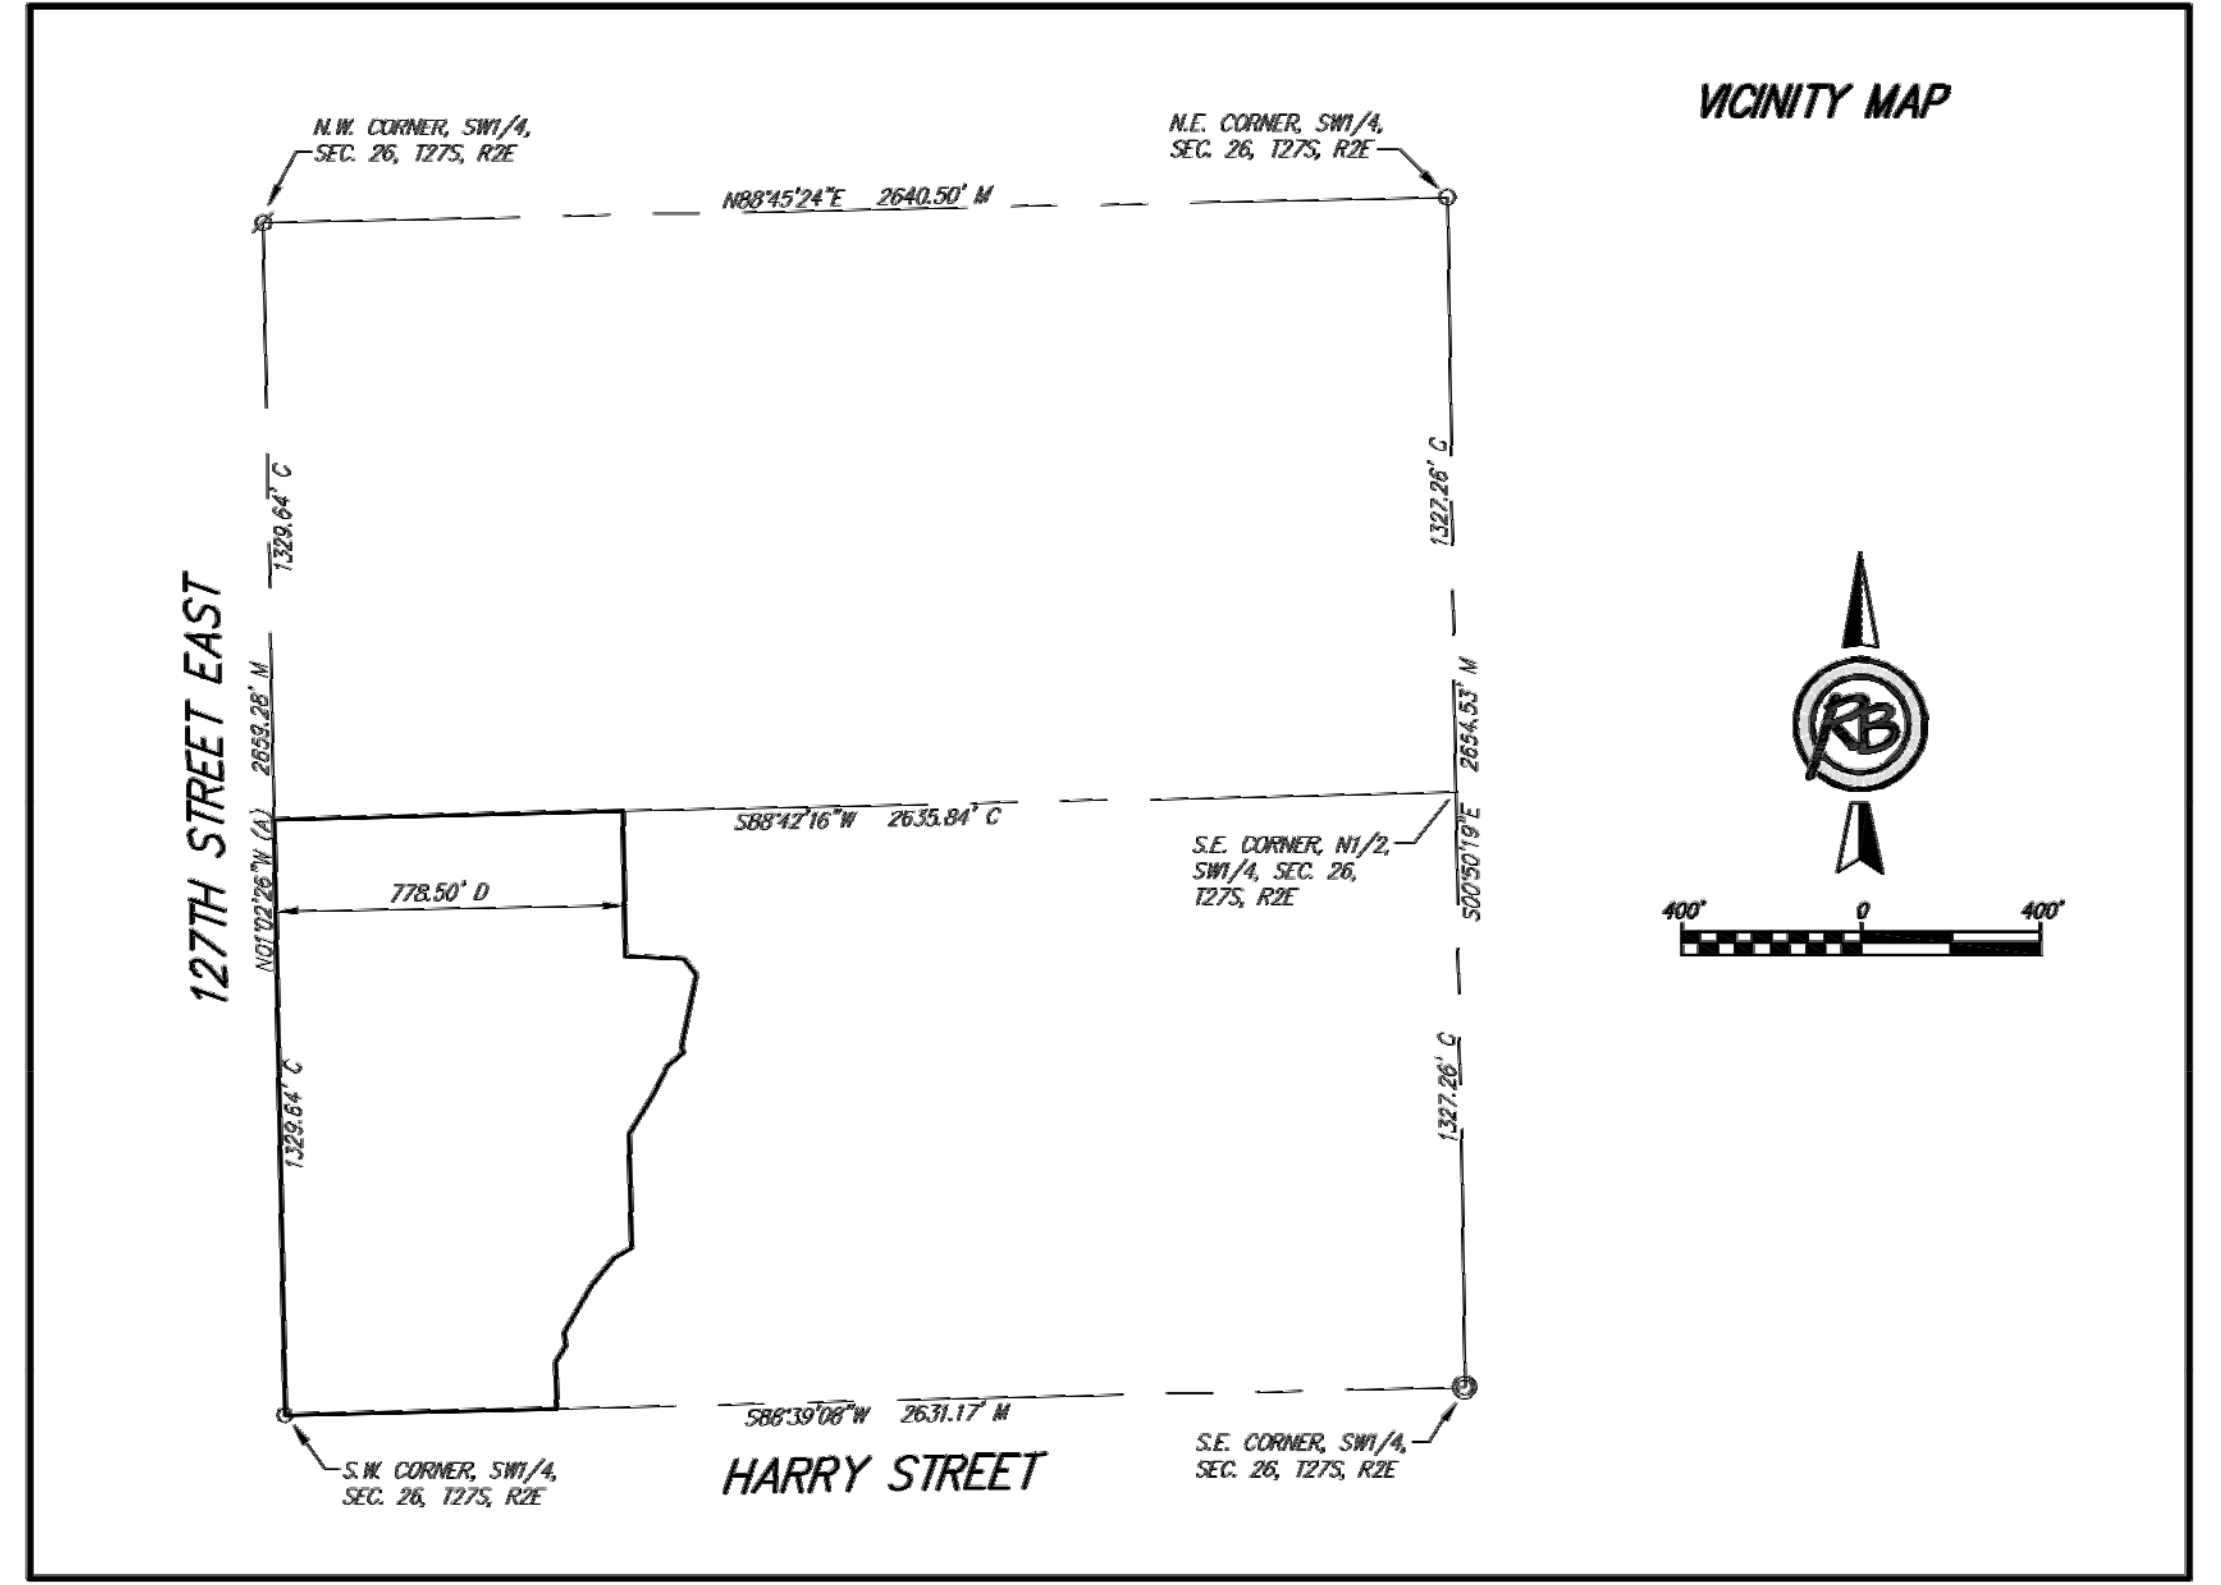 VICINITY MAP
N.W. CORNER, SW1/4,
SEC. 26, T27S, R2E
N.E. CORNER, SW1/4,
SEC. 26, T27S, R2E
N88°45'24"E 2640.50' M
1329.64' C
1327.26' C
127TH STREET EAST
2659.28' M
N01°02'26"W (A)
2654.53' M
S00°50'19"E
S88°42'16"W 2635.84' C
S.E. CORNER, N1/2,
SW1/4, SEC. 26,
T27S, R2E
778.50' D
RB
400' 0 400'
1329.64' C
1327.26' C
S88°39'08"W 2631.17' M
HARRY STREET
S.W. CORNER, SW1/4,
SEC. 26, T27S, R2E
S.E. CORNER, SW1/4,
SEC. 26, T27S, R2E